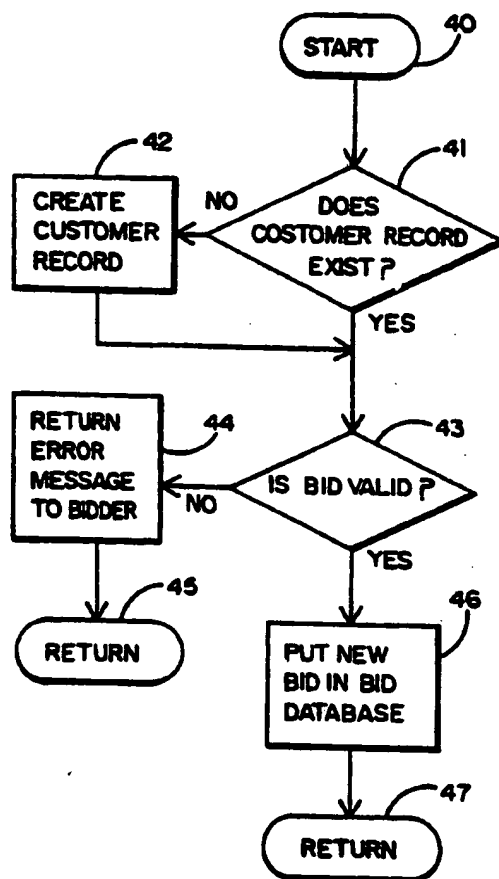 40
START
42
41
CREATE
CUSTOMER
RECORD
NO
DOES
COSTOMER RECORD
EXIST?
YES
RETURN
ERROR
MESSAGE
TO BIDDER
44
43
IS BID VALID?
NO
YES
45
RETURN
46
PUT NEW
BID IN BID
DATABASE
47
RETURN